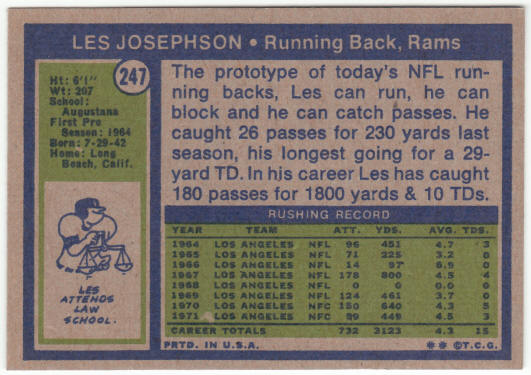 LES JOSEPHSON • Running Back, Rams
247
Ht: 6'1"
Wt: 207
School:
Augustana
First Pro
Season: 1964
Born: 7-29-42
Home: Long
Beach, Calif.
LES
ATTENDS
LAW
SCHOOL.
The prototype of today's NFL run-
ning backs, Les can run, he can
block and he can catch passes. He
caught 26 passes for 230 yards last
season, his longest going for a 29-
yard TD. In his career Les has caught
180 passes for 1800 yards & 10 TDs.
RUSHING RECORD
YEAR TEAM ATT. YDS. AVG. TDS.
1964 LOS ANGELES NFL 96 451 4.7 3
1965 LOS ANGELES NFL 71 225 3.2 0
1966 LOS ANGELES NFL 14 97 6.9 0
1967 LOS ANGELES NFL 178 800 4.5 4
1968 LOS ANGELES NFL 0 0 0.0 0
1969 LOS ANGELES NFL 124 461 3.7 0
1970 LOS ANGELES NFC 150 640 4.3 5
1971 LOS ANGELES NFC 89 449 4.5 3
CAREER TOTALS 732 3123 4.3 15
PRTD. IN U.S.A. ** ©T.C.G.